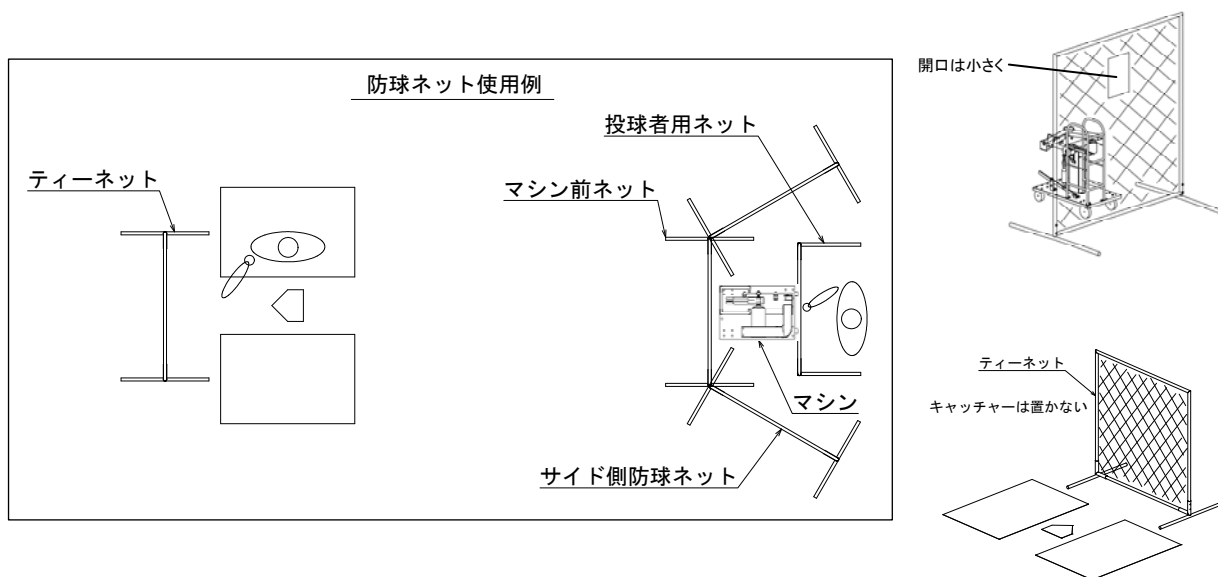 防球ネット使用例
ティーネット
投球者用ネット
マシン前ネット
マシン
サイド側防球ネット
開口は小さく
ティーネット
キャッチャーは置かない